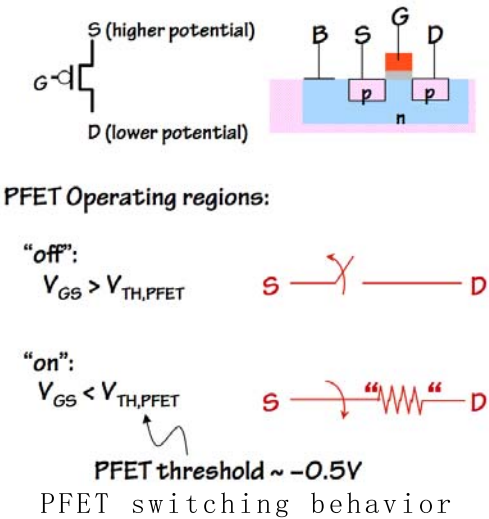 S (higher potential)
G
D (lower potential)
B S G D
p p
n
PFET Operating regions:
“off”:
VGS > VTH,PFET
S D
“on”:
VGS < VTH,PFET
S “ “ D
PFET threshold ~ –0.5V
PFET switching behavior